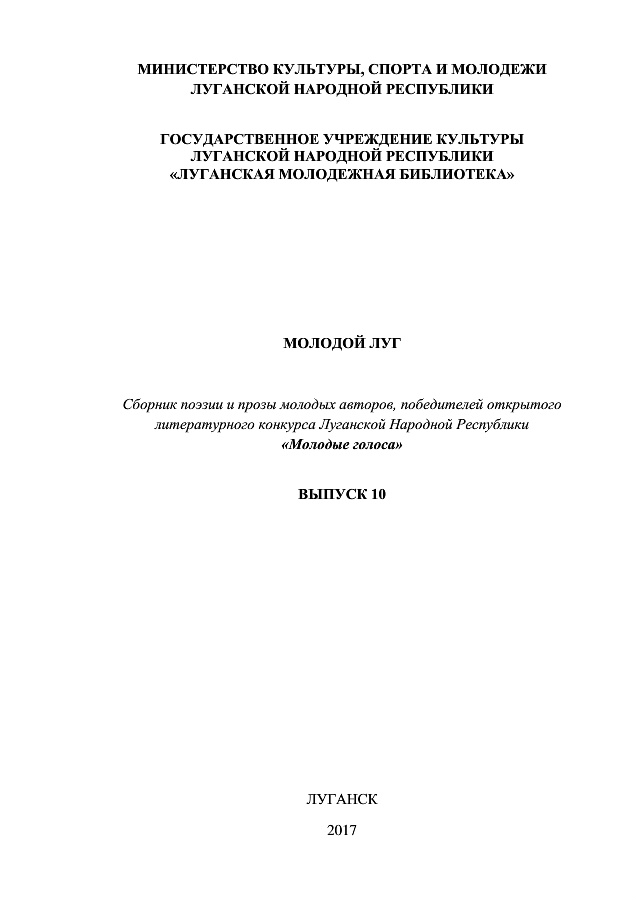 МИНИСТЕРСТВО КУЛЬТУРЫ, СПОРТА И МОЛОДЕЖИ
ЛУГАНСКОЙ НАРОДНОЙ РЕСПУБЛИКИ
ГОСУДАРСТВЕННОЕ УЧРЕЖДЕНИЕ КУЛЬТУРЫ
ЛУГАНСКОЙ НАРОДНОЙ РЕСПУБЛИКИ
«ЛУГАНСКАЯ МОЛОДЕЖНАЯ БИБЛИОТЕКА»
МОЛОДОЙ ЛУГ
Сборник поэзии и прозы молодых авторов, победителей открытого
литературного конкурса Луганской Народной Республики
«Молодые голоса»
ВЫПУСК 10
ЛУГАНСК
2017